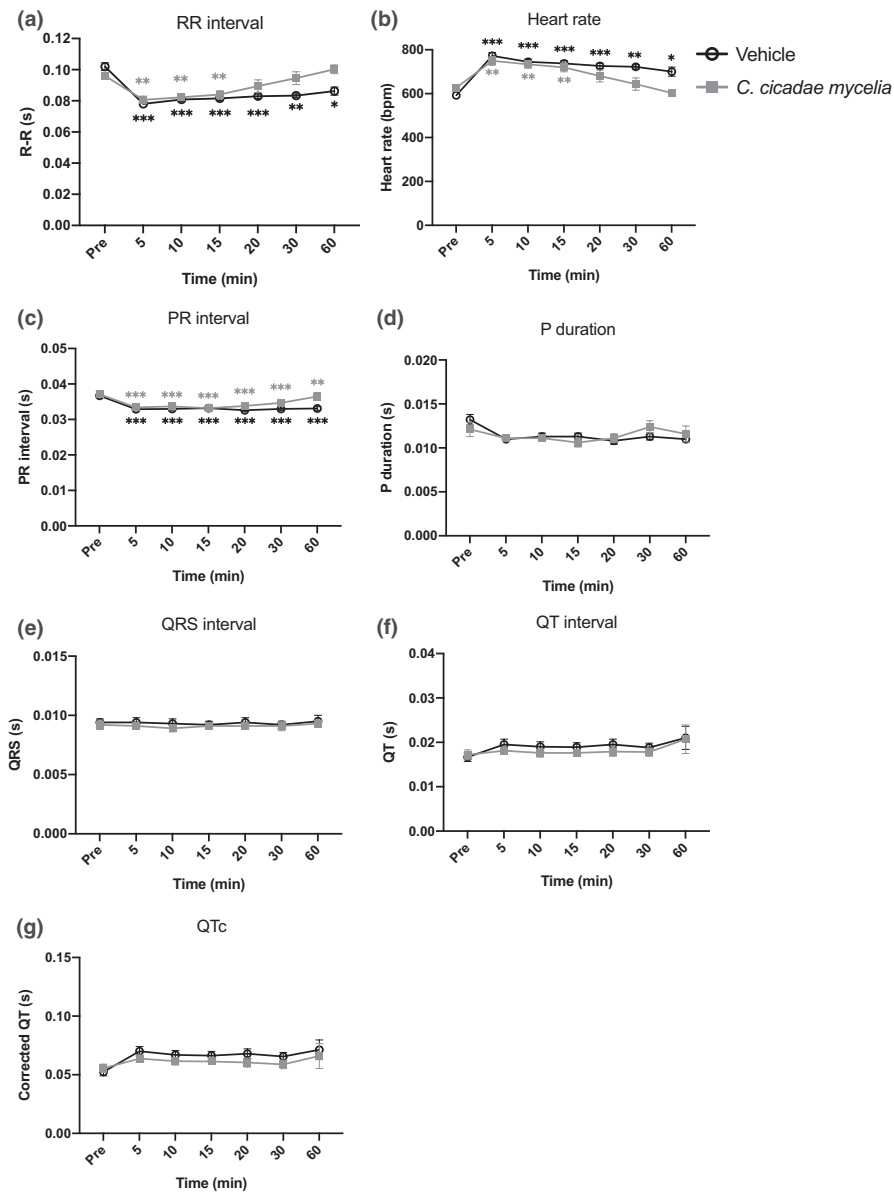 (a)
RR interval
0.12
0.10
0.08
0.06
0.04
0.02
0.00
R-R (s)
**
**
**
***
***
***
***
**
*
Pre
5
10
15
20
30
60
Time (min)
(b)
Heart rate
800
600
400
200
0
Heart rate (bpm)
***
***
***
***
**
*
**
**
**
Pre
5
10
15
20
30
60
Time (min)
Vehicle
C. cicadae mycelia
(c)
PR interval
0.05
0.04
0.03
0.02
0.01
0.00
PR interval (s)
***
***
***
***
***
**
***
***
***
***
***
***
Pre
5
10
15
20
30
60
Time (min)
(d)
P duration
0.020
0.015
0.010
0.005
0.000
P duration (s)
Pre
5
10
15
20
30
60
Time (min)
(e)
QRS interval
0.015
0.010
0.005
0.000
QRS (s)
Pre
5
10
15
20
30
60
Time (min)
(f)
QT interval
0.04
0.03
0.02
0.01
0.00
QT (s)
Pre
5
10
15
20
30
60
Time (min)
(g)
QTc
0.15
0.10
0.05
0.00
Corrected QT (s)
Pre
5
10
15
20
30
60
Time (min)